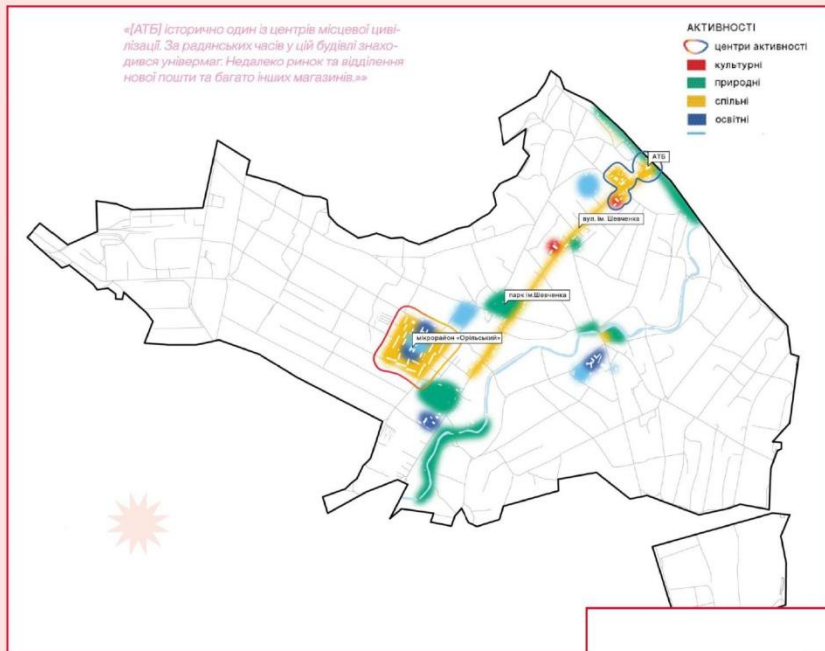 «[АТБ] історично один із центрів місцевої циві-
лізації. За радянських часів у цій будівлі знахо-
дився універмаг. Недалеко ринок та відділення
нової пошти та багато інших магазинів.»»
АКТИВНОСТІ
центри активності
культурні
природні
спільні
освітні
АТБ
вул. ім. Шевченка
парк ім.Шевченка
мікрорайон «Орільський»